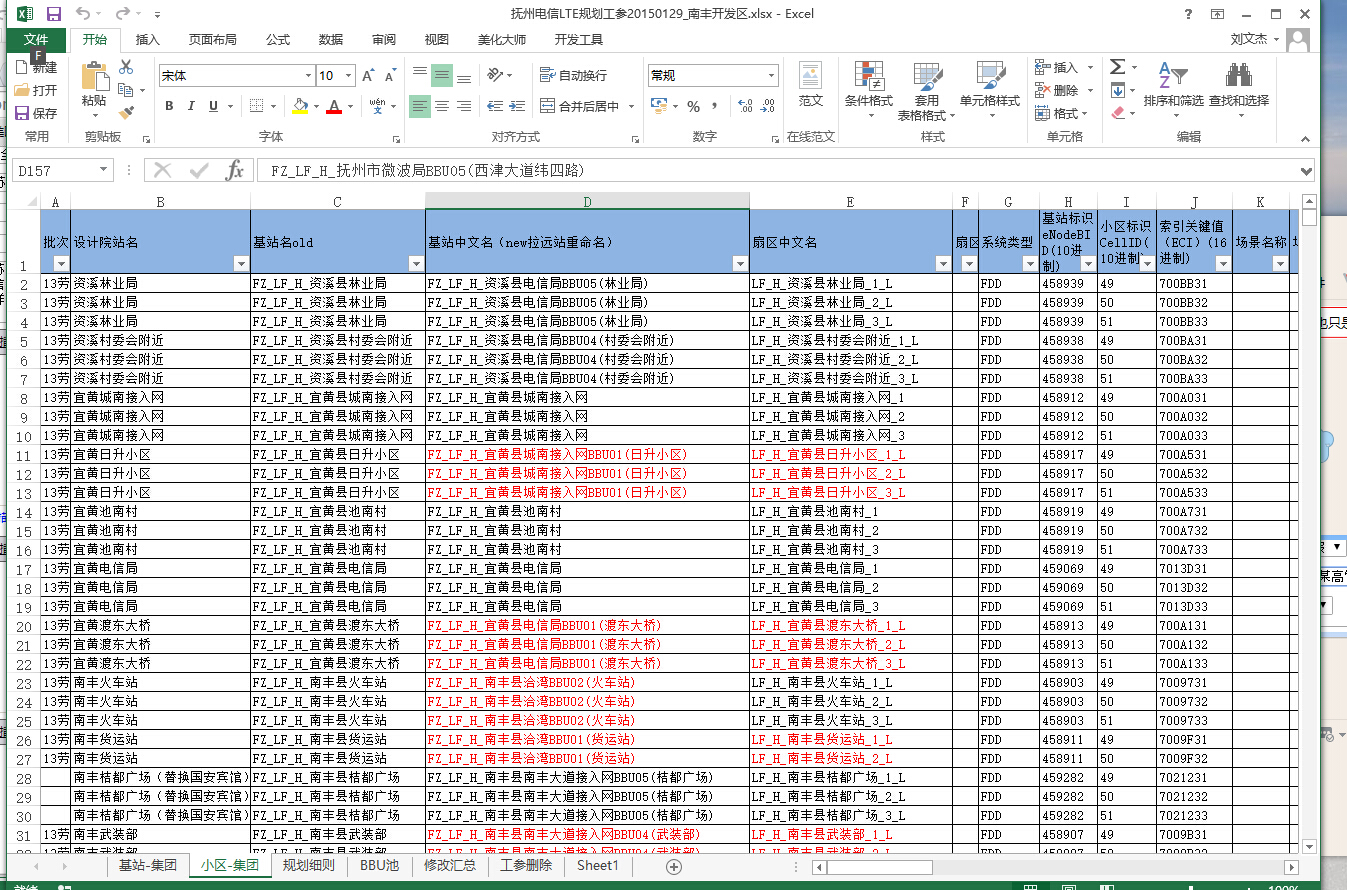 抚州电信LTE规划工参20150129_南丰开发区.xlsx - Excel
文件 开始 插入 页面布局 公式 数据 审阅 视图 美化大师 开发工具 刘文杰
F
新建
打开
保存
常用
粘贴
剪贴板
宋体 10
B I U
字体
自动换行
合并后居中
对齐方式
常规
数字
范文
在线范文
条件格式 套用 表格格式 单元格样式
样式
插入
删除
格式
单元格
排序和筛选 查找和选择
编辑
D157 FZ_LF_H_抚州市微波局BBU05(西津大道纬四路)
A B C D E F G H I J K
1 批次 设计院站名 基站名old 基站中文名（new拉远站重命名） 扇区中文名 扇区 系统类型 基站标识eNodeBID(10进制) 小区标识CellID(10进制) 索引关键值（ECI）(16进制) 场景名称
2 13劳 资溪林业局 FZ_LF_H_资溪县林业局 FZ_LF_H_资溪县电信局BBU05(林业局) LF_H_资溪县林业局_1_L FDD 458939 49 700BB31
3 13劳 资溪林业局 FZ_LF_H_资溪县林业局 FZ_LF_H_资溪县电信局BBU05(林业局) LF_H_资溪县林业局_2_L FDD 458939 50 700BB32
4 13劳 资溪林业局 FZ_LF_H_资溪县林业局 FZ_LF_H_资溪县电信局BBU05(林业局) LF_H_资溪县林业局_3_L FDD 458939 51 700BB33
5 13劳 资溪村委会附近 FZ_LF_H_资溪县村委会附近 FZ_LF_H_资溪县电信局BBU04(村委会附近) LF_H_资溪县村委会附近_1_L FDD 458938 49 700BA31
6 13劳 资溪村委会附近 FZ_LF_H_资溪县村委会附近 FZ_LF_H_资溪县电信局BBU04(村委会附近) LF_H_资溪县村委会附近_2_L FDD 458938 50 700BA32
7 13劳 资溪村委会附近 FZ_LF_H_资溪县村委会附近 FZ_LF_H_资溪县电信局BBU04(村委会附近) LF_H_资溪县村委会附近_3_L FDD 458938 51 700BA33
8 13劳 宜黄城南接入网 FZ_LF_H_宜黄县城南接入网 FZ_LF_H_宜黄县城南接入网 LF_H_宜黄县城南接入网_1 FDD 458912 49 700A031
9 13劳 宜黄城南接入网 FZ_LF_H_宜黄县城南接入网 FZ_LF_H_宜黄县城南接入网 LF_H_宜黄县城南接入网_2 FDD 458912 50 700A032
10 13劳 宜黄城南接入网 FZ_LF_H_宜黄县城南接入网 FZ_LF_H_宜黄县城南接入网 LF_H_宜黄县城南接入网_3 FDD 458912 51 700A033
11 13劳 宜黄日升小区 FZ_LF_H_宜黄县日升小区 FZ_LF_H_宜黄县城南接入网BBU01(日升小区) LF_H_宜黄县日升小区_1_L FDD 458917 49 700A531
12 13劳 宜黄日升小区 FZ_LF_H_宜黄县日升小区 FZ_LF_H_宜黄县城南接入网BBU01(日升小区) LF_H_宜黄县日升小区_2_L FDD 458917 50 700A532
13 13劳 宜黄日升小区 FZ_LF_H_宜黄县日升小区 FZ_LF_H_宜黄县城南接入网BBU01(日升小区) LF_H_宜黄县日升小区_3_L FDD 458917 51 700A533
14 13劳 宜黄池南村 FZ_LF_H_宜黄县池南村 FZ_LF_H_宜黄县池南村 LF_H_宜黄县池南村_1 FDD 458919 49 700A731
15 13劳 宜黄池南村 FZ_LF_H_宜黄县池南村 FZ_LF_H_宜黄县池南村 LF_H_宜黄县池南村_2 FDD 458919 50 700A732
16 13劳 宜黄池南村 FZ_LF_H_宜黄县池南村 FZ_LF_H_宜黄县池南村 LF_H_宜黄县池南村_3 FDD 458919 51 700A733
17 13劳 宜黄电信局 FZ_LF_H_宜黄县电信局 FZ_LF_H_宜黄县电信局 LF_H_宜黄县电信局_1 FDD 459069 49 7013D31
18 13劳 宜黄电信局 FZ_LF_H_宜黄县电信局 FZ_LF_H_宜黄县电信局 LF_H_宜黄县电信局_2 FDD 459069 50 7013D32
19 13劳 宜黄电信局 FZ_LF_H_宜黄县电信局 FZ_LF_H_宜黄县电信局 LF_H_宜黄县电信局_3 FDD 459069 51 7013D33
20 13劳 宜黄渡东大桥 FZ_LF_H_宜黄县渡东大桥 FZ_LF_H_宜黄县电信局BBU01(渡东大桥) LF_H_宜黄县渡东大桥_1_L FDD 458913 49 700A131
21 13劳 宜黄渡东大桥 FZ_LF_H_宜黄县渡东大桥 FZ_LF_H_宜黄县电信局BBU01(渡东大桥) LF_H_宜黄县渡东大桥_2_L FDD 458913 50 700A132
22 13劳 宜黄渡东大桥 FZ_LF_H_宜黄县渡东大桥 FZ_LF_H_宜黄县电信局BBU01(渡东大桥) LF_H_宜黄县渡东大桥_3_L FDD 458913 51 700A133
23 13劳 南丰火车站 FZ_LF_H_南丰县火车站 FZ_LF_H_南丰县洽湾BBU02(火车站) LF_H_南丰县火车站_1_L FDD 458903 49 7009731
24 13劳 南丰火车站 FZ_LF_H_南丰县火车站 FZ_LF_H_南丰县洽湾BBU02(火车站) LF_H_南丰县火车站_2_L FDD 458903 50 7009732
25 13劳 南丰火车站 FZ_LF_H_南丰县火车站 FZ_LF_H_南丰县洽湾BBU02(火车站) LF_H_南丰县火车站_3_L FDD 458903 51 7009733
26 13劳 南丰货运站 FZ_LF_H_南丰县货运站 FZ_LF_H_南丰县洽湾BBU01(货运站) LF_H_南丰县货运站_1_L FDD 458911 49 7009F31
27 13劳 南丰货运站 FZ_LF_H_南丰县货运站 FZ_LF_H_南丰县洽湾BBU01(货运站) LF_H_南丰县货运站_2_L FDD 458911 50 7009F32
28 南丰桔都广场（替换国安宾馆） FZ_LF_H_南丰县桔都广场 FZ_LF_H_南丰县南丰大道接入网BBU05(桔都广场) LF_H_南丰县桔都广场_1_L FDD 459282 49 7021231
29 南丰桔都广场（替换国安宾馆） FZ_LF_H_南丰县桔都广场 FZ_LF_H_南丰县南丰大道接入网BBU05(桔都广场) LF_H_南丰县桔都广场_2_L FDD 459282 50 7021232
30 南丰桔都广场（替换国安宾馆） FZ_LF_H_南丰县桔都广场 FZ_LF_H_南丰县南丰大道接入网BBU05(桔都广场) LF_H_南丰县桔都广场_3_L FDD 459282 51 7021233
31 13劳 南丰武装部 FZ_LF_H_南丰县武装部 FZ_LF_H_南丰县南丰大道接入网BBU04(武装部) LF_H_南丰县武装部_1_L FDD 458907 49 7009B31
基站-集团 小区-集团 规划细则 BBU池 修改汇总 工参删除 Sheet1
就绪 100%